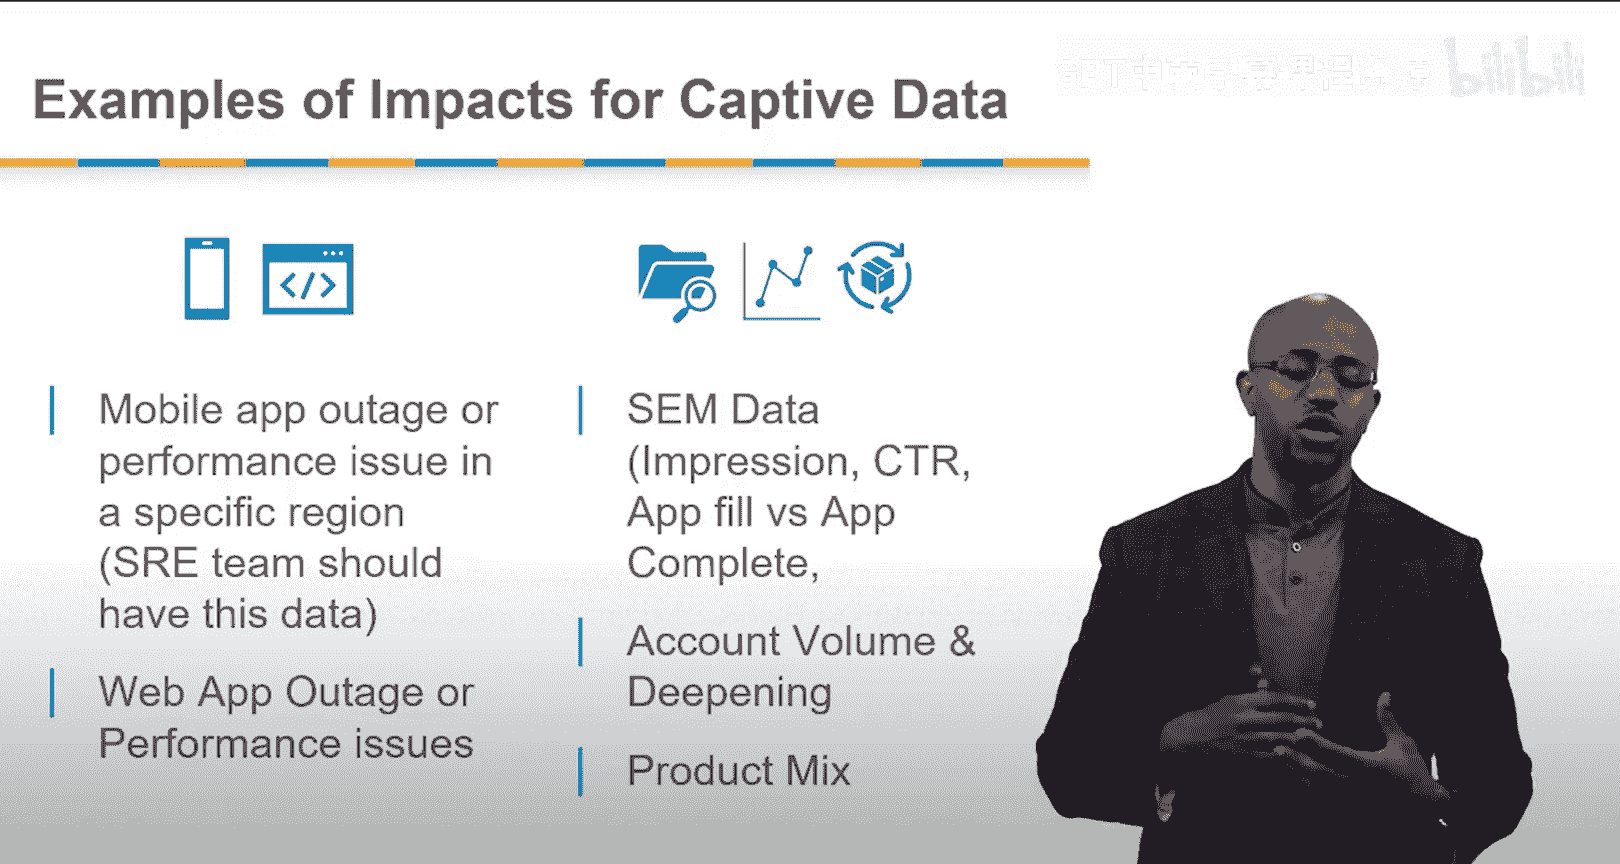 Examples of Impacts for Captive Data
bilibili
Mobile app outage or
performance issue in
a specific region
(SRE team should
have this data)
Web App Outage or
Performance issues
SEM Data
(Impression, CTR,
App fill vs App
Complete,
Account Volume &
Deepening
Product Mix